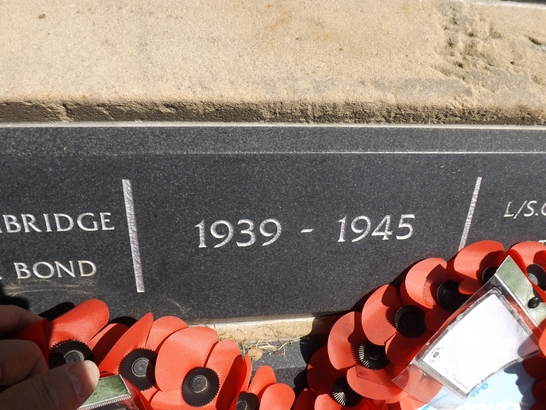 BRIDGE
. BOND
1939 - 1945
L/S.